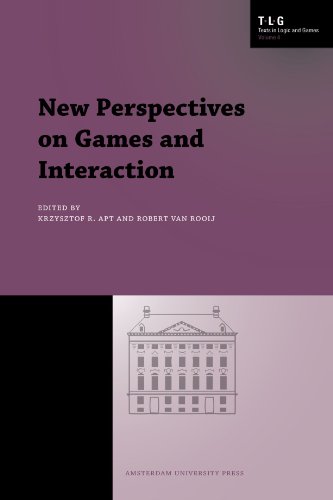 T·L·G
Texts in Logic and Games
Volume 4
New Perspectives
on Games and
Interaction
EDITED BY
KRZYSZTOF R. APT AND ROBERT VAN ROOIJ
AMSTERDAM UNIVERSITY PRESS